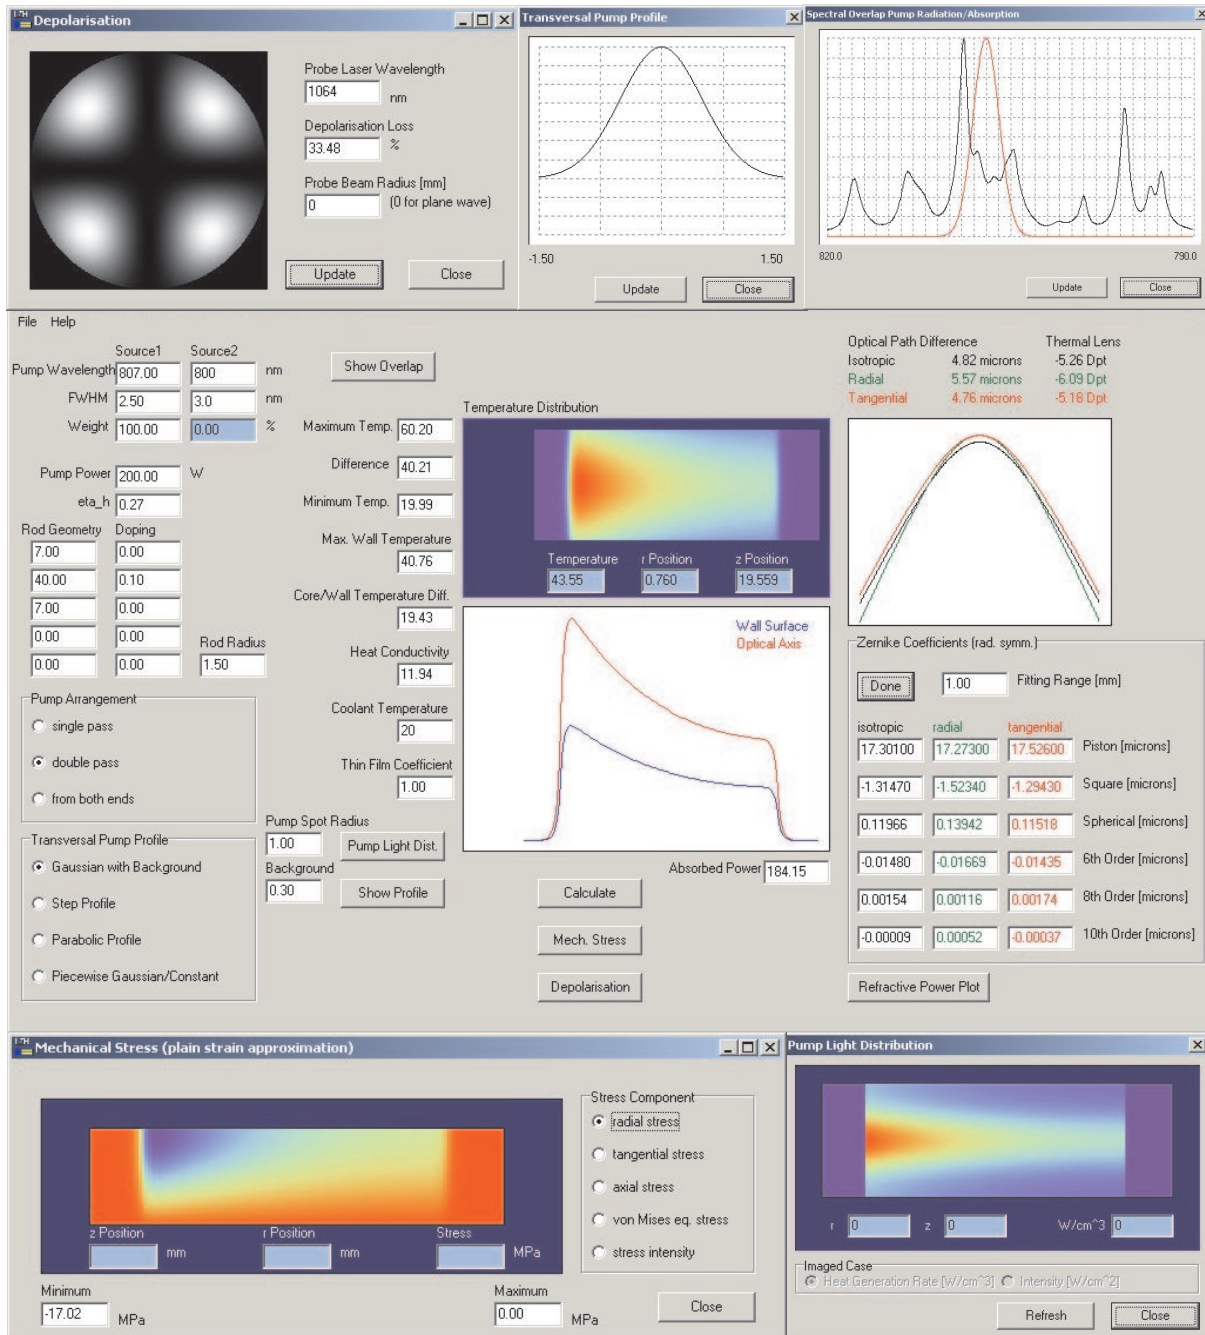 Depolarisation
Probe Laser Wavelength
1064 nm
Depolarisation Loss
33.48 %
Probe Beam Radius [mm]
0 (0 for plane wave)
Update Close
Transversal Pump Profile
-1.50 1.50
Update Close
Spectral Overlap Pump Radiation/Absorption
820.0 790.0
Update Close
File Help
Source1 Source2
Pump Wavelength 807.00 800 nm
FWHM 2.50 3.0 nm
Weight 100.00 0.00 %
Pump Power 200.00 W
eta_h 0.27
Rod Geometry Doping
7.00 0.00
40.00 0.10
7.00 0.00
0.00 0.00
0.00 0.00
Rod Radius
1.50
Pump Arrangement
single pass
double pass
from both ends
Transversal Pump Profile
Gaussian with Background
Step Profile
Parabolic Profile
Piecewise Gaussian/Constant
Show Overlap
Maximum Temp. 60.20
Difference 40.21
Minimum Temp. 19.99
Max. Wall Temperature
40.76
Core/Wall Temperature Diff.
19.43
Heat Conductivity
11.94
Coolant Temperature
20
Thin Film Coefficient
1.00
Pump Spot Radius
1.00 Pump Light Dist.
Background
0.30 Show Profile
Temperature Distribution
Temperature r Position z Position
43.55 0.760 19.559
Wall Surface
Optical Axis
Absorbed Power 184.15
Calculate
Mech. Stress
Depolarisation
Optical Path Difference Thermal Lens
Isotropic 4.82 microns -5.26 Dpt
Radial 5.57 microns -6.09 Dpt
Tangential 4.76 microns -5.18 Dpt
Zernike Coefficients (rad. symm.)
Done 1.00 Fitting Range [mm]
isotropic radial tangential
17.30100 17.27300 17.52600 Piston [microns]
-1.31470 -1.52340 -1.29430 Square [microns]
0.11966 0.13942 0.11518 Spherical [microns]
-0.01480 -0.01669 -0.01435 6th Order [microns]
0.00154 0.00116 0.00174 8th Order [microns]
-0.00009 0.00052 -0.00037 10th Order [microns]
Refractive Power Plot
Mechanical Stress (plain strain approximation)
z Position r Position Stress
mm mm MPa
Minimum
-17.02 MPa
Maximum
0.00 MPa
Stress Component
radial stress
tangential stress
axial stress
von Mises eq. stress
stress intensity
Close
Pump Light Distribution
r 0 z 0 W/cm^3 0
Imaged Case
Heat Generation Rate [W/cm^3] Intensity [W/cm^2]
Refresh Close